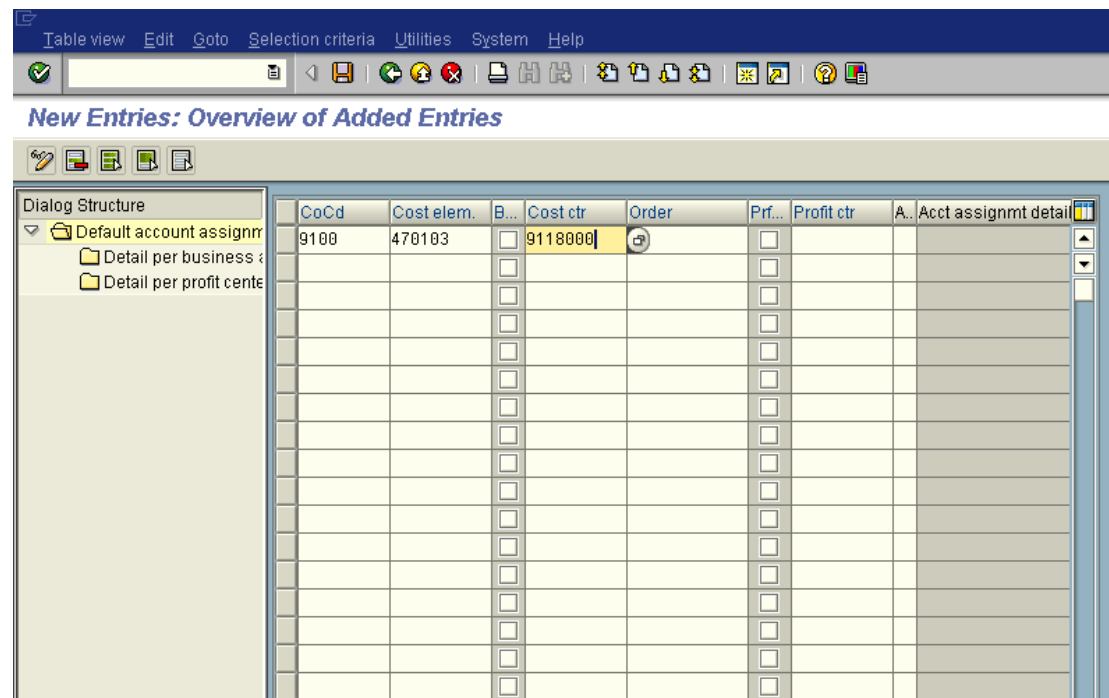 Table view Edit Goto Selection criteria Utilities System Help
New Entries: Overview of Added Entries
Dialog Structure
Default account assignm
Detail per business a
Detail per profit cente
CoCd Cost elem. B... Cost ctr Order Prf... Profit ctr A.. Acct assignmt detail
9100 470103 9118000